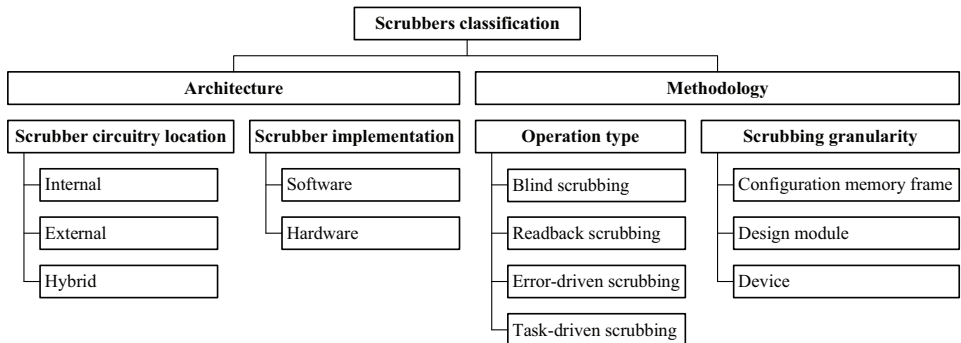 Scrubbers classification
Architecture
Methodology
Scrubber circuitry location
Scrubber implementation
Operation type
Scrubbing granularity
Internal
Software
Blind scrubbing
Configuration memory frame
External
Hardware
Readback scrubbing
Design module
Hybrid
Error-driven scrubbing
Device
Task-driven scrubbing